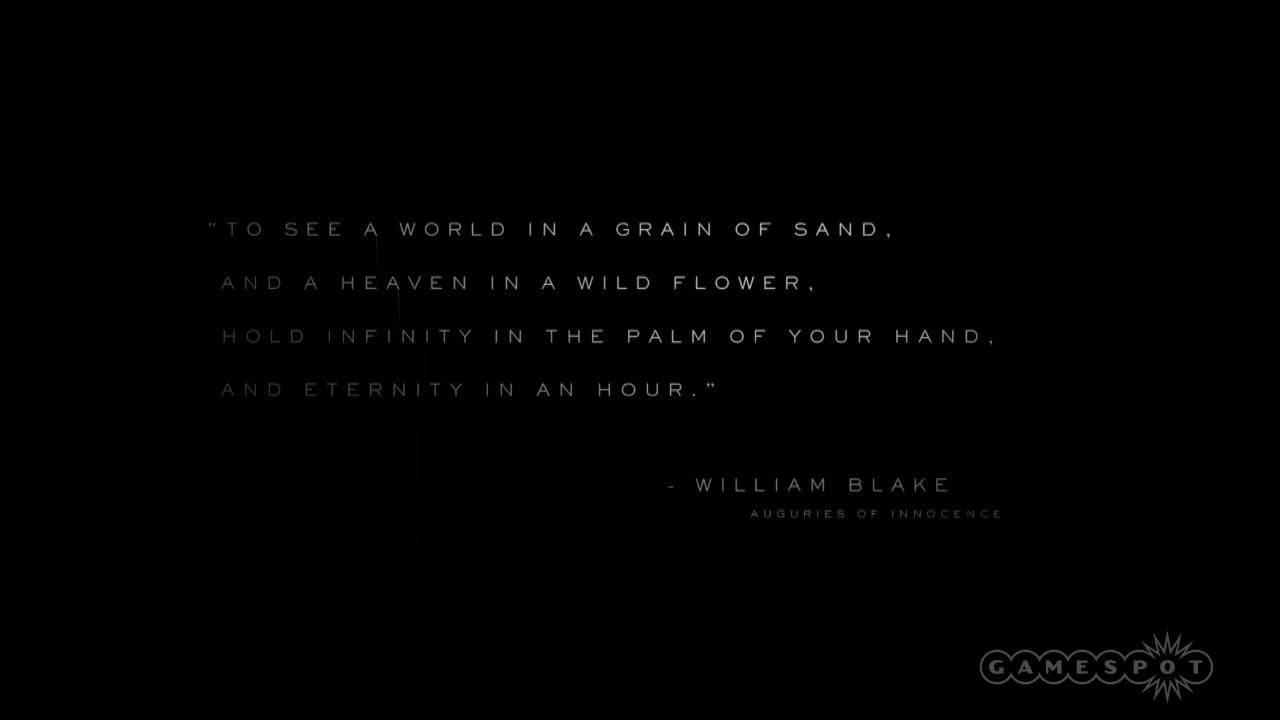 "TO SEE A WORLD IN A GRAIN OF SAND,
AND A HEAVEN IN A WILD FLOWER,
HOLD INFINITY IN THE PALM OF YOUR HAND,
AND ETERNITY IN AN HOUR."
- WILLIAM BLAKE
AUGURIES OF INNOCENCE
GAMESPOT